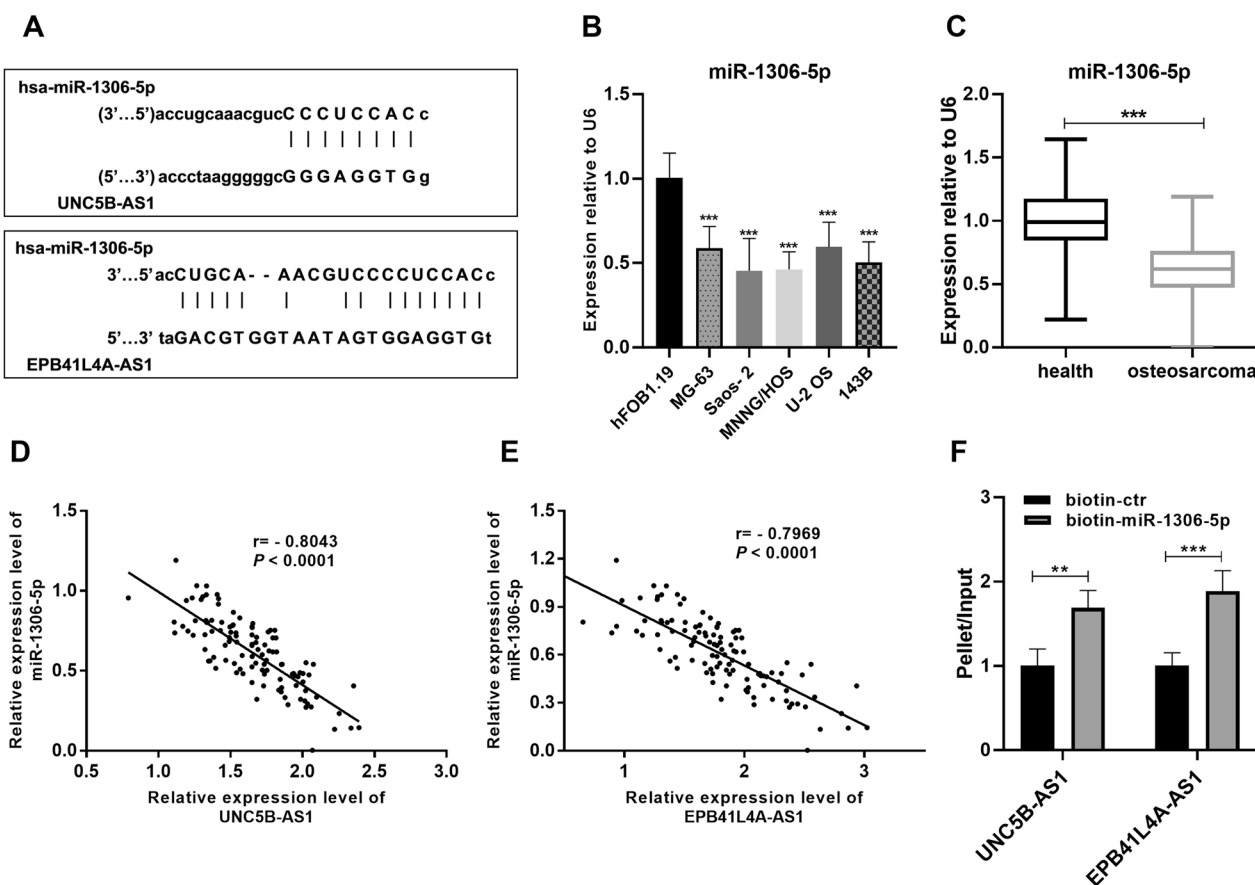 A
hsa-miR-1306-5p
(3’...5’)accugcaaacgucCCCUCCACc
(5’...3’)accctaagggggcGGGAGGTGg
UNC5B-AS1
hsa-miR-1306-5p
3’...5’acCUGCA--AACGUCCCCUCCACc
5’...3’taGACGTGGTAATAGTGGAGGTGt
EPB41L4A-AS1
B
miR-1306-5p
Expression relative to U6
1.5
1.0
0.5
0.0
***
***
***
***
***
hFOB1.19
MG-63
Saos- 2
MNNG/HOS
U-2 OS
143B
C
miR-1306-5p
Expression relative to U6
2.0
1.5
1.0
0.5
0.0
***
health
osteosarcoma
D
Relative expression level of
miR-1306-5p
1.5
1.0
0.5
0.0
r= - 0.8043
P < 0.0001
0.5
1.0
1.5
2.0
2.5
3.0
Relative expression level of
UNC5B-AS1
E
Relative expression level of
miR-1306-5p
1.5
1.2
0.9
0.6
0.3
0.0
r= - 0.7969
P < 0.0001
1
2
3
Relative expression level of
EPB41L4A-AS1
F
Pellet/Input
3
2
1
0
biotin-ctr
biotin-miR-1306-5p
**
***
UNC5B-AS1
EPB41L4A-AS1